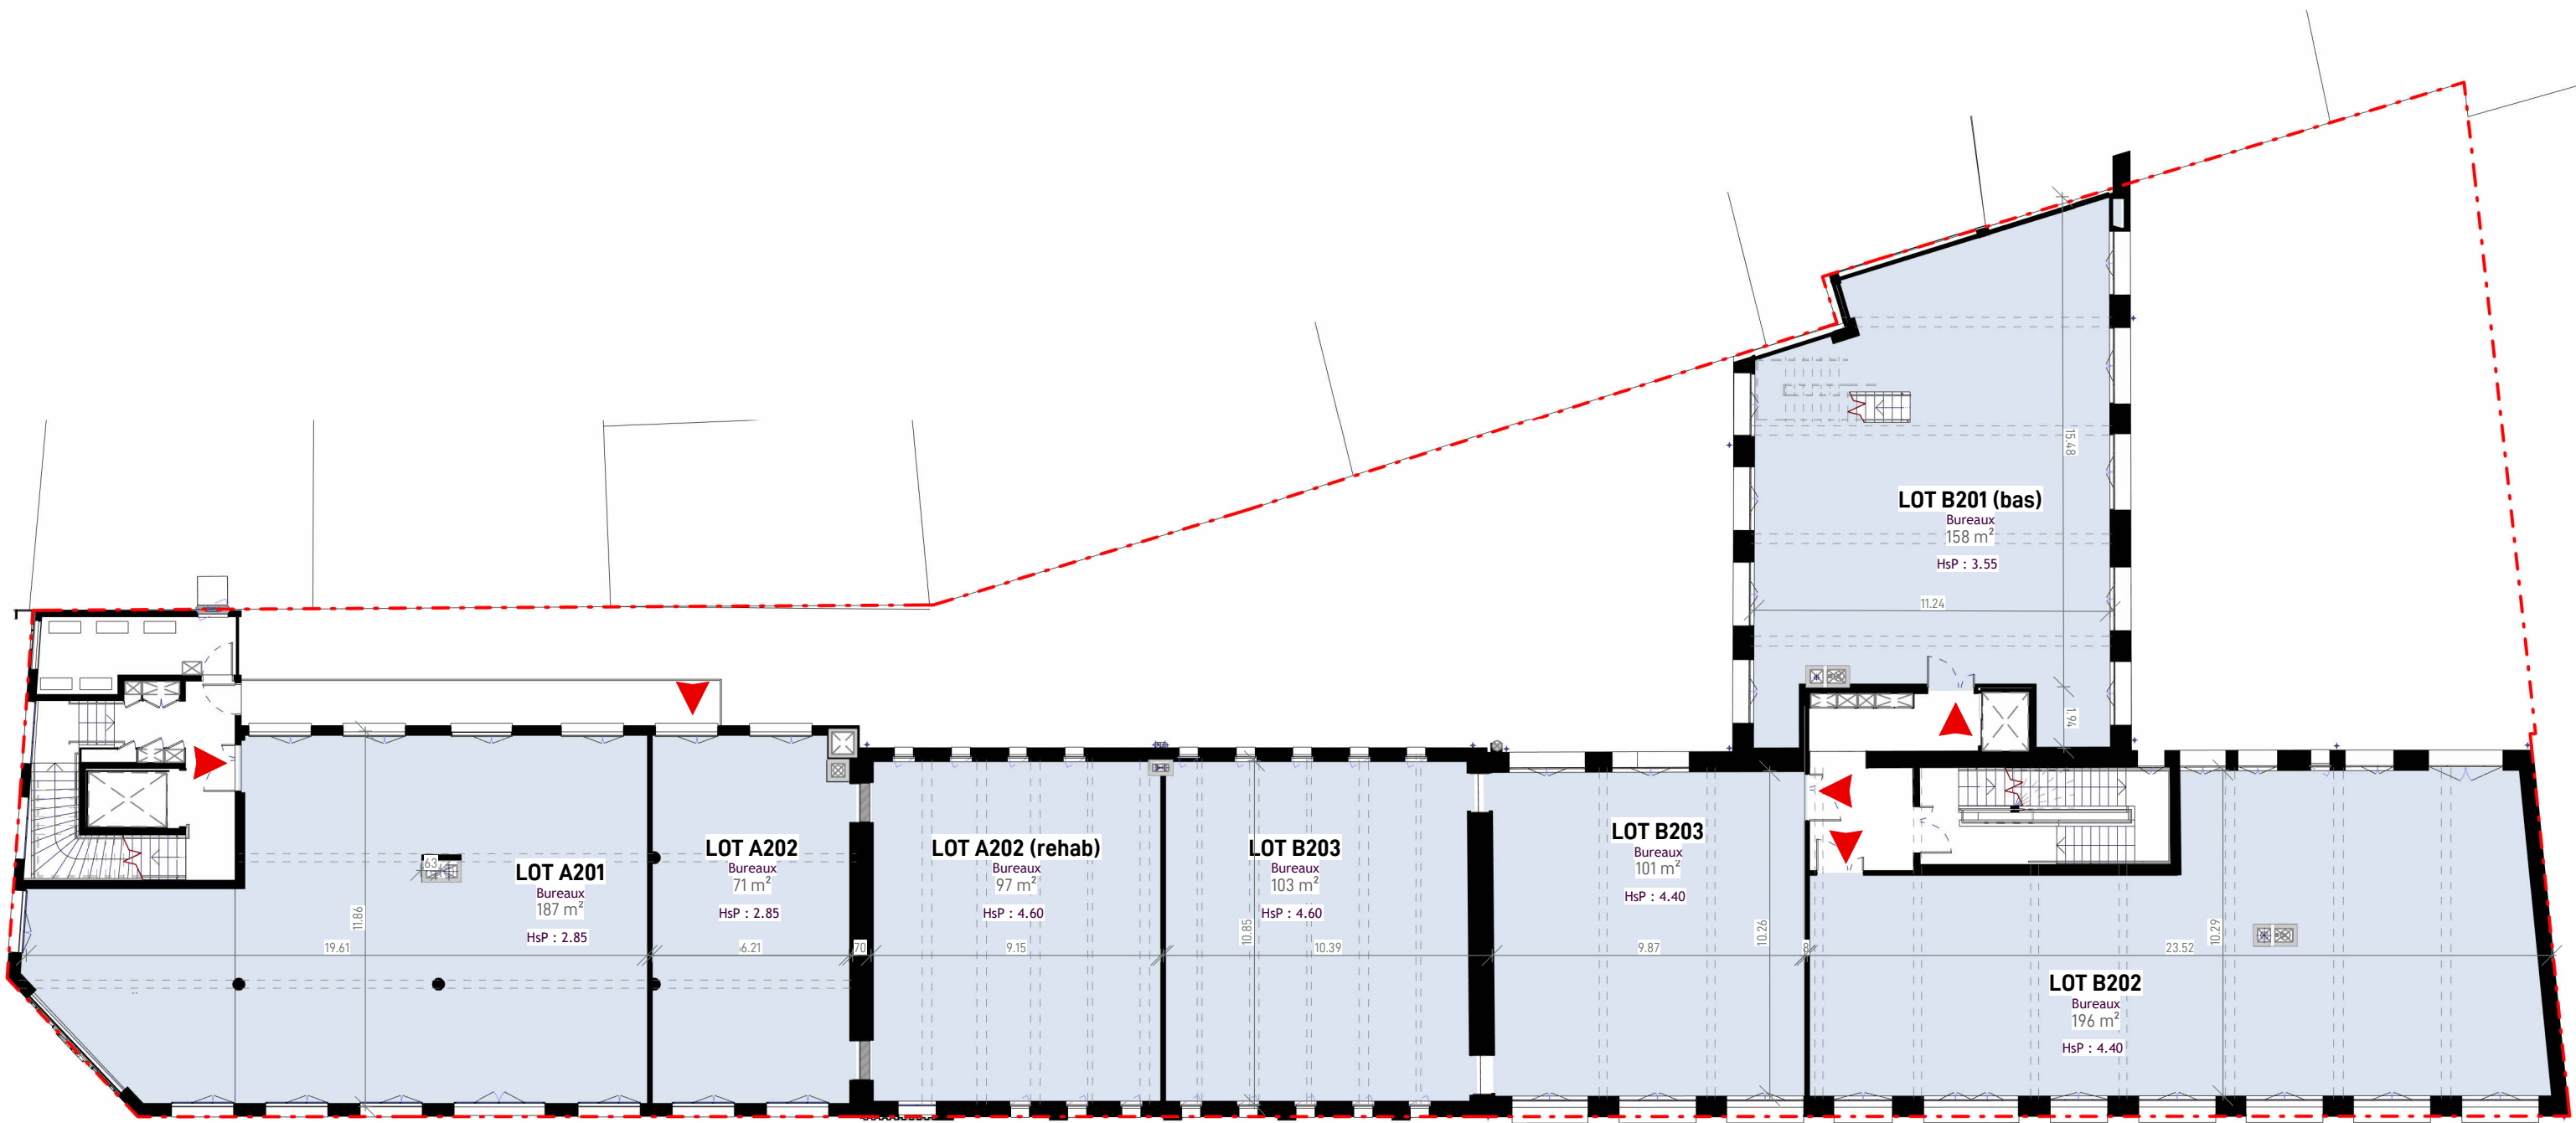 LOT B201 (bas)
Bureaux
158 m²
HsP : 3.55
15.48
11.24
1.94
LOT A201
Bureaux
187 m²
HsP : 2.85
63
11.86
19.61
LOT A202
Bureaux
71 m²
HsP : 2.85
6.21
70
LOT A202 (rehab)
Bureaux
97 m²
HsP : 4.60
9.15
LOT B203
Bureaux
103 m²
HsP : 4.60
10.85
10.39
LOT B203
Bureaux
101 m²
HsP : 4.40
9.87
10.26
8
LOT B202
Bureaux
196 m²
HsP : 4.40
23.52
10.29